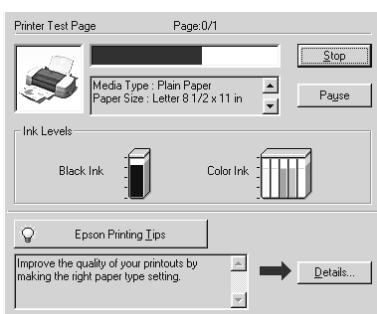 Printer Test Page Page:0/1
Stop
Media Type : Plain Paper
Paper Size : Letter 8 1/2 x 11 in
Pause
Ink Levels
Black Ink Color Ink
Epson Printing Tips
Improve the quality of your printouts by
making the right paper type setting.
Details...